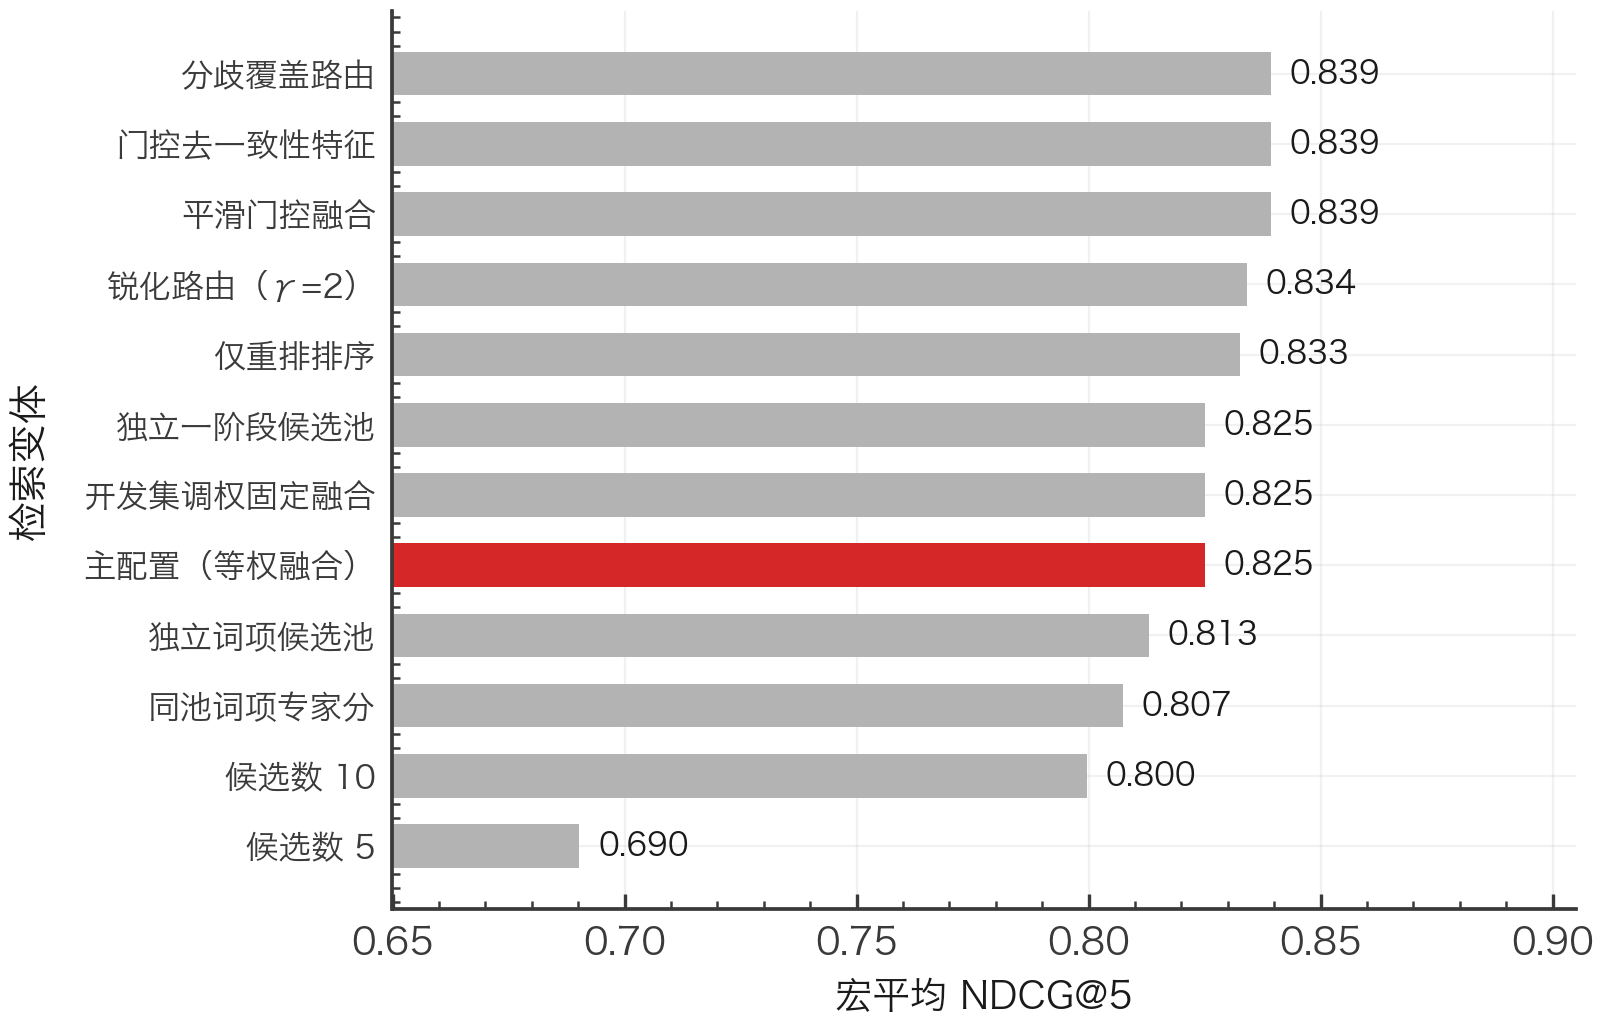 分歧覆盖路由 0.839
门控去一致性特征 0.839
平滑门控融合 0.839
锐化路由（γ=2） 0.834
仅重排排序 0.833
独立一阶段候选池 0.825
开发集调权固定融合 0.825
主配置（等权融合） 0.825
独立词项候选池 0.813
同池词项专家分 0.807
候选数 10 0.800
候选数 5 0.690
检索变体
0.65 0.70 0.75 0.80 0.85 0.90
宏平均 NDCG@5